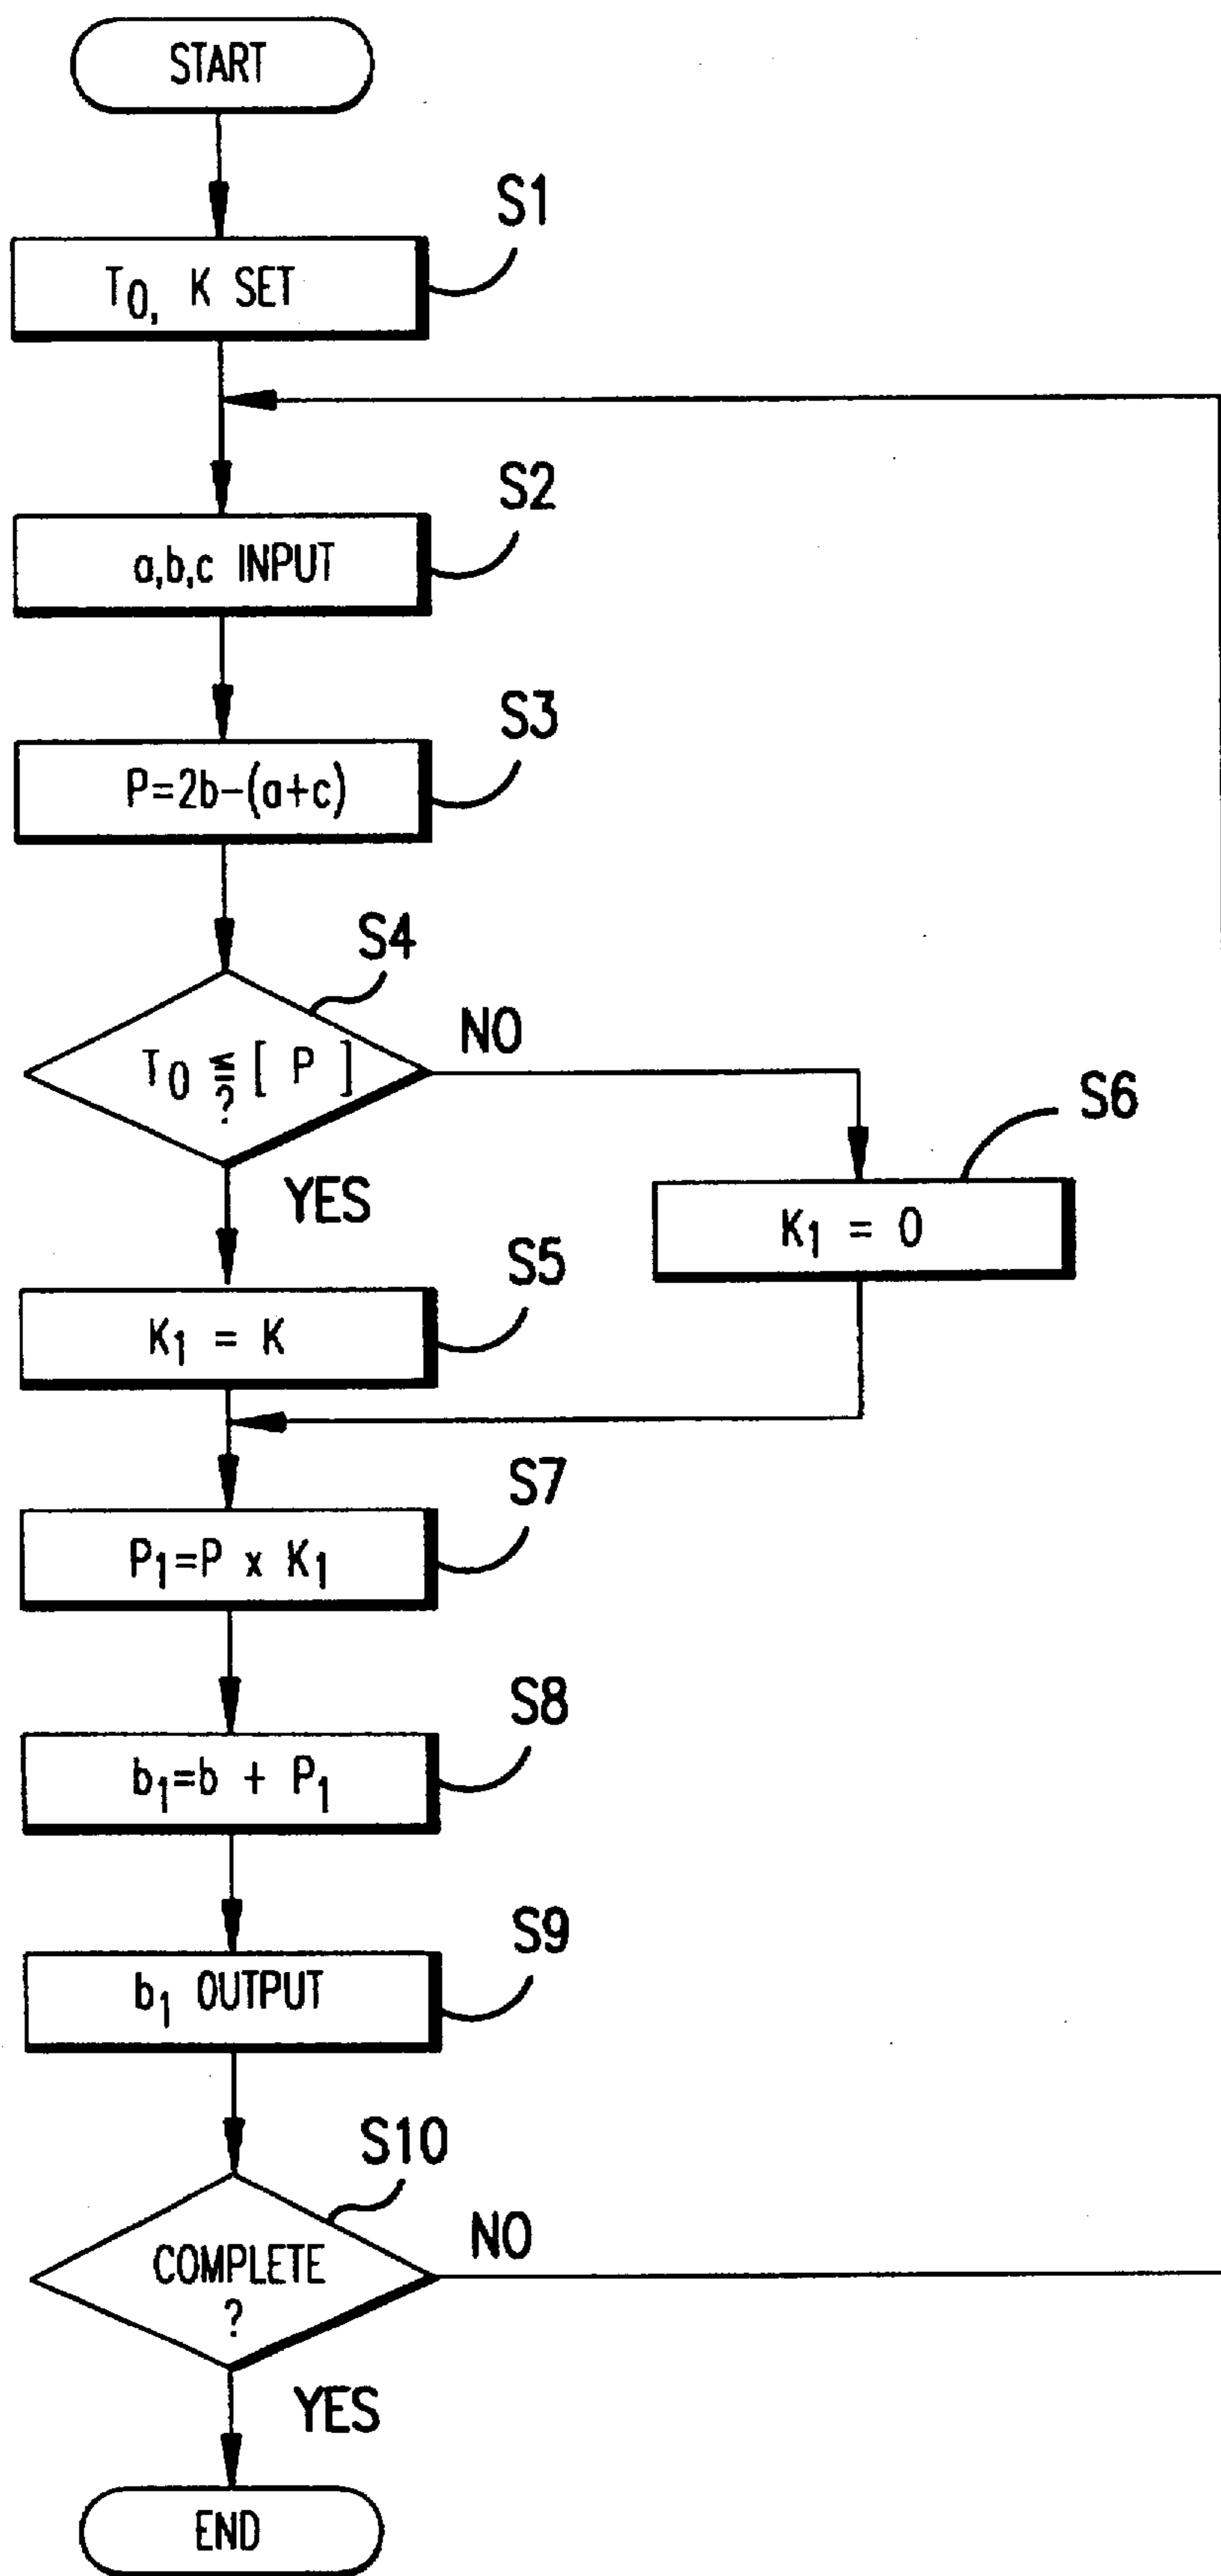 START
S1
T0, K SET
S2
a,b,c INPUT
S3
P=2b-(a+c)
S4
NO
T0 ≦ [ P ]
?
S6
YES
K1 = 0
S5
K1 = K
S7
P1=P x K1
S8
b1=b + P1
S9
b1 OUTPUT
S10
NO
COMPLETE
?
YES
END